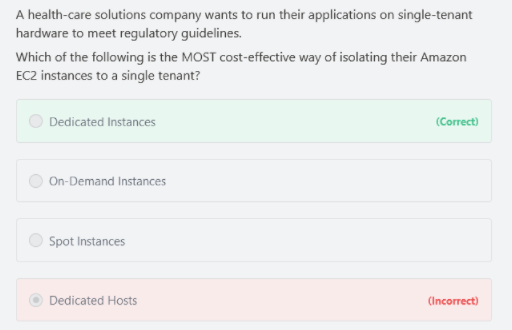 A health-care solutions company wants to run their applications on single-tenant
hardware to meet regulatory guidelines.
Which of the following is the MOST cost-effective way of isolating their Amazon
EC2 instances to a single tenant?
Dedicated Instances (Correct)
On-Demand Instances
Spot Instances
Dedicated Hosts (Incorrect)